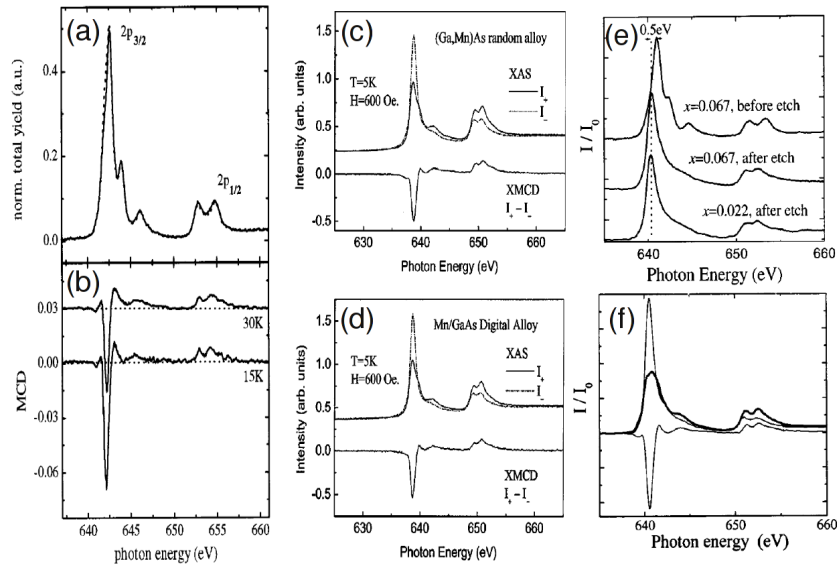 (a)
2p3/2
2p1/2
norm. total yield (a.u.)
0.4
0.2
0.0
(b)
0.03
0.00
-0.03
-0.06
30K
15K
MCD
640 645 650 655 660
photon energy (eV)
(c)
(Ga,Mn)As random alloy
T=5K
H=600 Oe.
XAS
I+
I-
XMCD
I+ - I-
1.5
1.0
0.5
0.0
-0.5
Intensity (arb. units)
630 640 650 660
Photon Energy (eV)
(d)
Mn/GaAs Digital Alloy
T=5K
H=600 Oe.
XAS
I+
I-
XMCD
I+ - I-
1.5
1.0
0.5
0.0
-0.5
Intensity (arb. units)
630 640 650 660
Photon Energy (eV)
(e)
0.5eV
x=0.067, before etch
x=0.067, after etch
x=0.022, after etch
I / I0
640 650 660
Photon Energy (eV)
(f)
I / I0
640 650 660
Photon energy (eV)